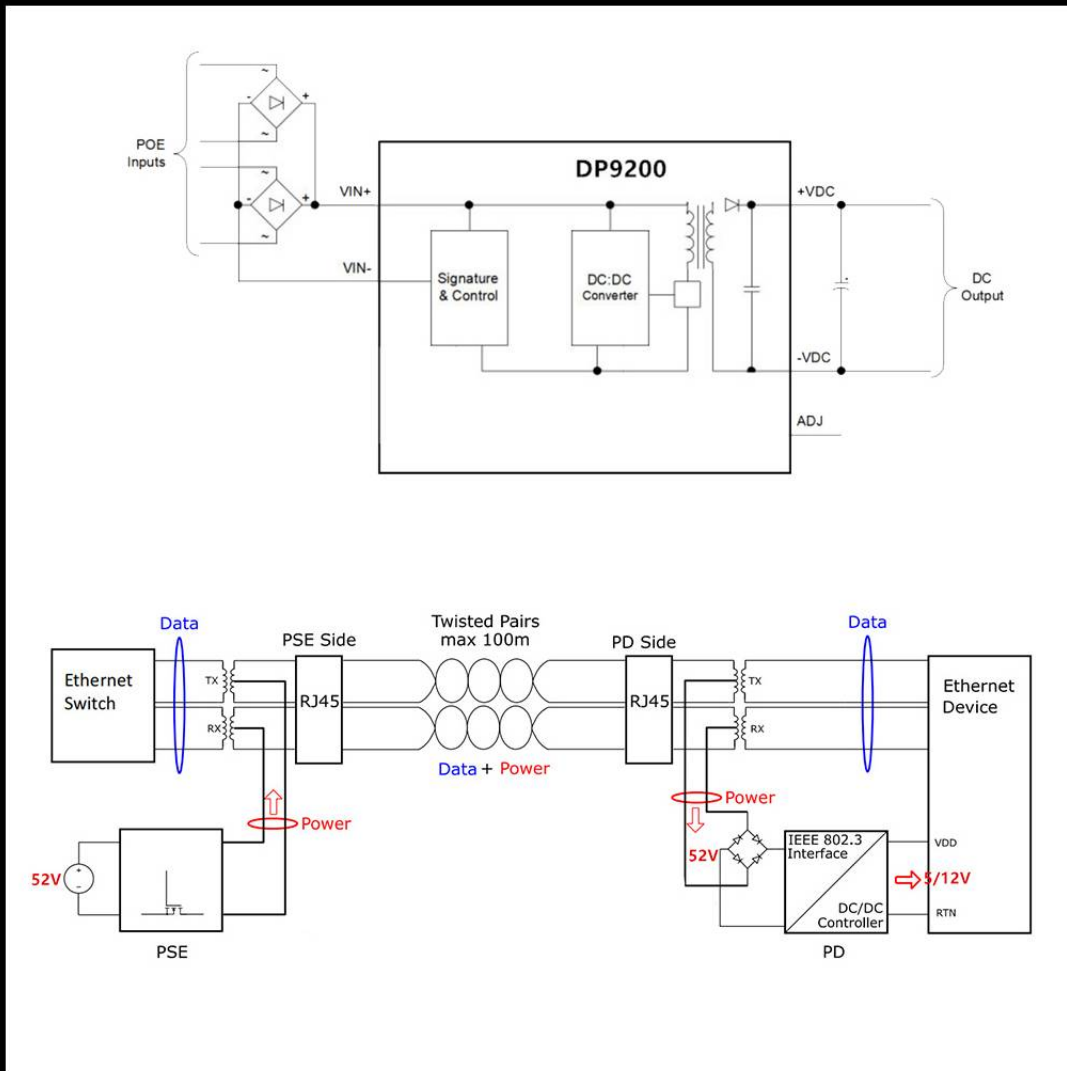 POE
Inputs
~
-
+
~
~
-
+
~
VIN+
VIN-
DP9200
Signature
& Control
DC:DC
Converter
+VDC
-VDC
ADJ
DC
Output
Data
PSE Side
Twisted Pairs
max 100m
PD Side
Data
Ethernet
Switch
TX
RX
RJ45
RJ45
TX
RX
Ethernet
Device
Data + Power
Power
Power
52V
+
-
PSE
52V
IEEE 802.3
Interface
DC/DC
Controller
PD
5/12V
VDD
RTN